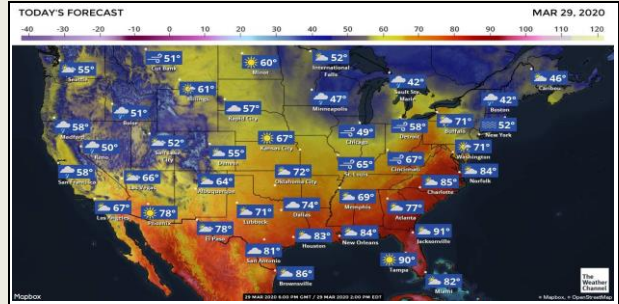 TODAY'S FORECAST
MAR 29, 2020
-40 -30 -20 -10 0 10 20 30 40 50 60 70 80 90 100 120
55°
Seattle
51°
Cut Bank
60°
Minot
52°
International
Falls
42°
Sault Ste.
Marie
46°
Caribou
61°
Billings
57°
Rapid City
47°
Minneapolis
42°
Boston
51°
Boise
58°
Medford
50°
Reno
52°
Salt Lake
City
55°
Denver
67°
Kansas City
49°
Chicago
58°
Detroit
71°
Buffalo
52°
New York
71°
Washington
58°
San Francisco
66°
Las Vegas
64°
Albuquerque
72°
Oklahoma City
65°
St. Louis
67°
Cincinnati
84°
Norfolk
85°
Charlotte
67°
Los Angeles
78°
Phoenix
71°
Lubbock
74°
Dallas
69°
Memphis
77°
Atlanta
78°
El Paso
83°
Houston
84°
New Orleans
91°
Jacksonville
81°
San Antonio
90°
Tampa
86°
Brownsville
82°
Miami
The
Weather
Channel
Mapbox
29 MAR 2020 6:00 PM GMT / 29 MAR 2020 2:00 PM EDT
© Mapbox, © OpenStreetMap